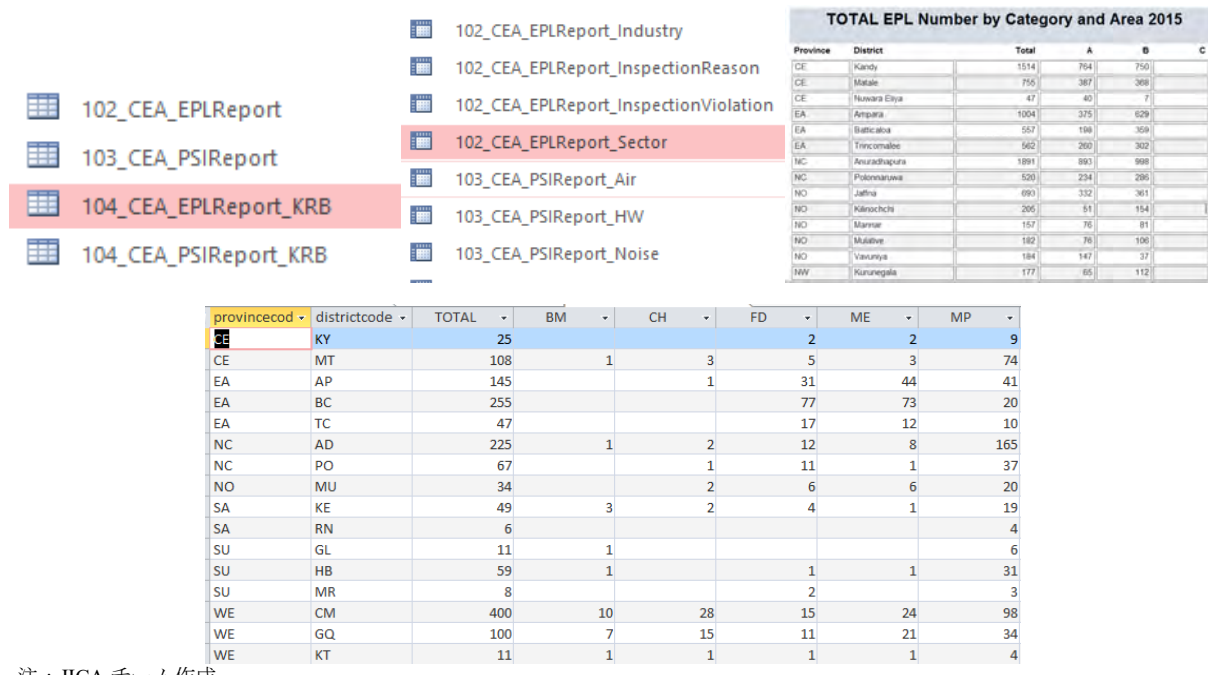 102_CEA_EPLReport
103_CEA_PSIReport
104_CEA_EPLReport_KRB
104_CEA_PSIReport_KRB
102_CEA_EPLReport_Industry
102_CEA_EPLReport_InspectionReason
102_CEA_EPLReport_InspectionViolation
102_CEA_EPLReport_Sector
103_CEA_PSIReport_Air
103_CEA_PSIReport_HW
103_CEA_PSIReport_Noise
TOTAL EPL Number by Category and Area 2015
Province District Total A B C
CE Kandy 1514 764 750
CE Matale 755 387 368
CE Nuwara Eliya 47 40 7
EA Ampara 1004 375 629
EA Batticaloa 557 198 359
EA Trincomalee 562 260 302
NC Anuradhapura 1891 893 998
NC Polonnaruwa 520 234 286
NO Jaffna 693 332 361
NO Kilinochchi 205 51 154
NO Mannar 157 76 81
NO Mulative 182 76 106
NO Vavuniya 184 147 37
NW Kurunegala 177 65 112
provincecod districtcode TOTAL BM CH FD ME MP
CE KY 25 2 2 9
CE MT 108 1 3 5 3 74
EA AP 145 1 31 44 41
EA BC 255 77 73 20
EA TC 47 17 12 10
NC AD 225 1 2 12 8 165
NC PO 67 1 11 1 37
NO MU 34 2 6 6 20
SA KE 49 3 2 4 1 19
SA RN 6 4
SU GL 11 1 6
SU HB 59 1 1 1 31
SU MR 8 2 3
WE CM 400 10 28 15 24 98
WE GQ 100 7 15 11 21 34
WE KT 11 1 1 1 1 4
注：JICA チーム作成